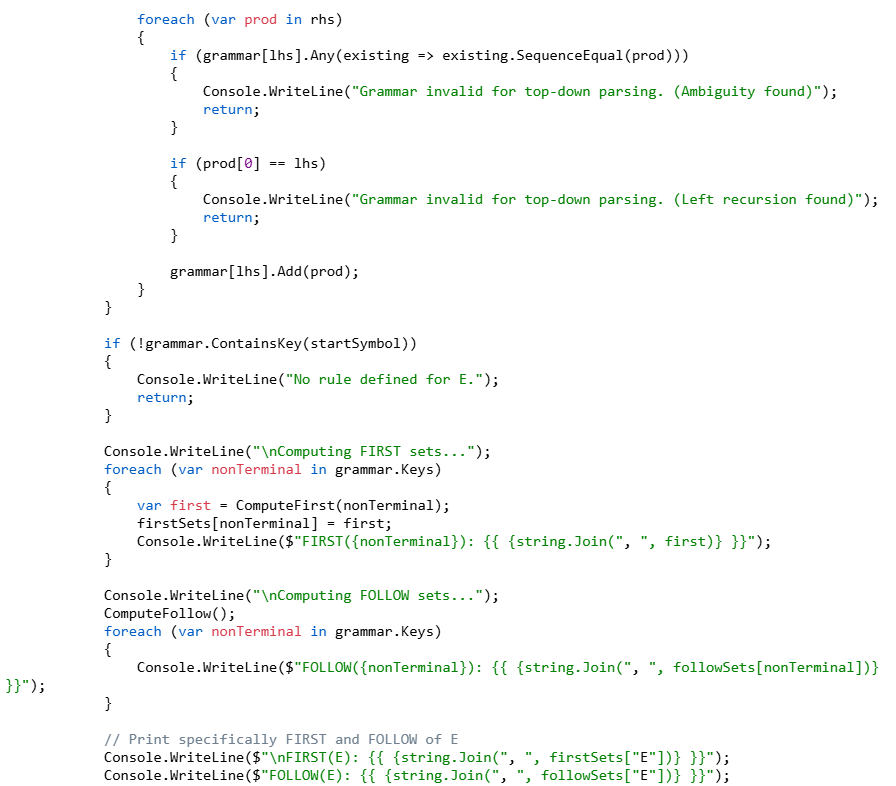 foreach (var prod in rhs)
{
if (grammar[lhs].Any(existing => existing.SequenceEqual(prod)))
{
Console.WriteLine("Grammar invalid for top-down parsing. (Ambiguity found)");
return;
}
if (prod[0] == lhs)
{
Console.WriteLine("Grammar invalid for top-down parsing. (Left recursion found)");
return;
}
grammar[lhs].Add(prod);
}
}
if (!grammar.ContainsKey(startSymbol))
{
Console.WriteLine("No rule defined for E.");
return;
}
Console.WriteLine("\nComputing FIRST sets...");
foreach (var nonTerminal in grammar.Keys)
{
var first = ComputeFirst(nonTerminal);
firstSets[nonTerminal] = first;
Console.WriteLine($"FIRST({nonTerminal}): {{ {string.Join(", ", first)} }}");
}
Console.WriteLine("\nComputing FOLLOW sets...");
ComputeFollow();
foreach (var nonTerminal in grammar.Keys)
{
Console.WriteLine($"FOLLOW({nonTerminal}): {{ {string.Join(", ", followSets[nonTerminal])}
}}");
}
// Print specifically FIRST and FOLLOW of E
Console.WriteLine($"\nFIRST(E): {{ {string.Join(", ", firstSets["E"])} }}");
Console.WriteLine($"FOLLOW(E): {{ {string.Join(", ", followSets["E"])} }}");